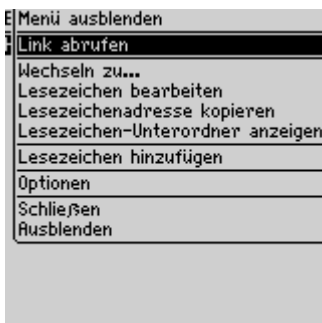 Menü ausblenden
Link abrufen
Wechseln zu...
Lesezeichen bearbeiten
Lesezeichenadresse kopieren
Lesezeichen-Unterordner anzeigen
Lesezeichen hinzufügen
Optionen
Schließen
Ausblenden